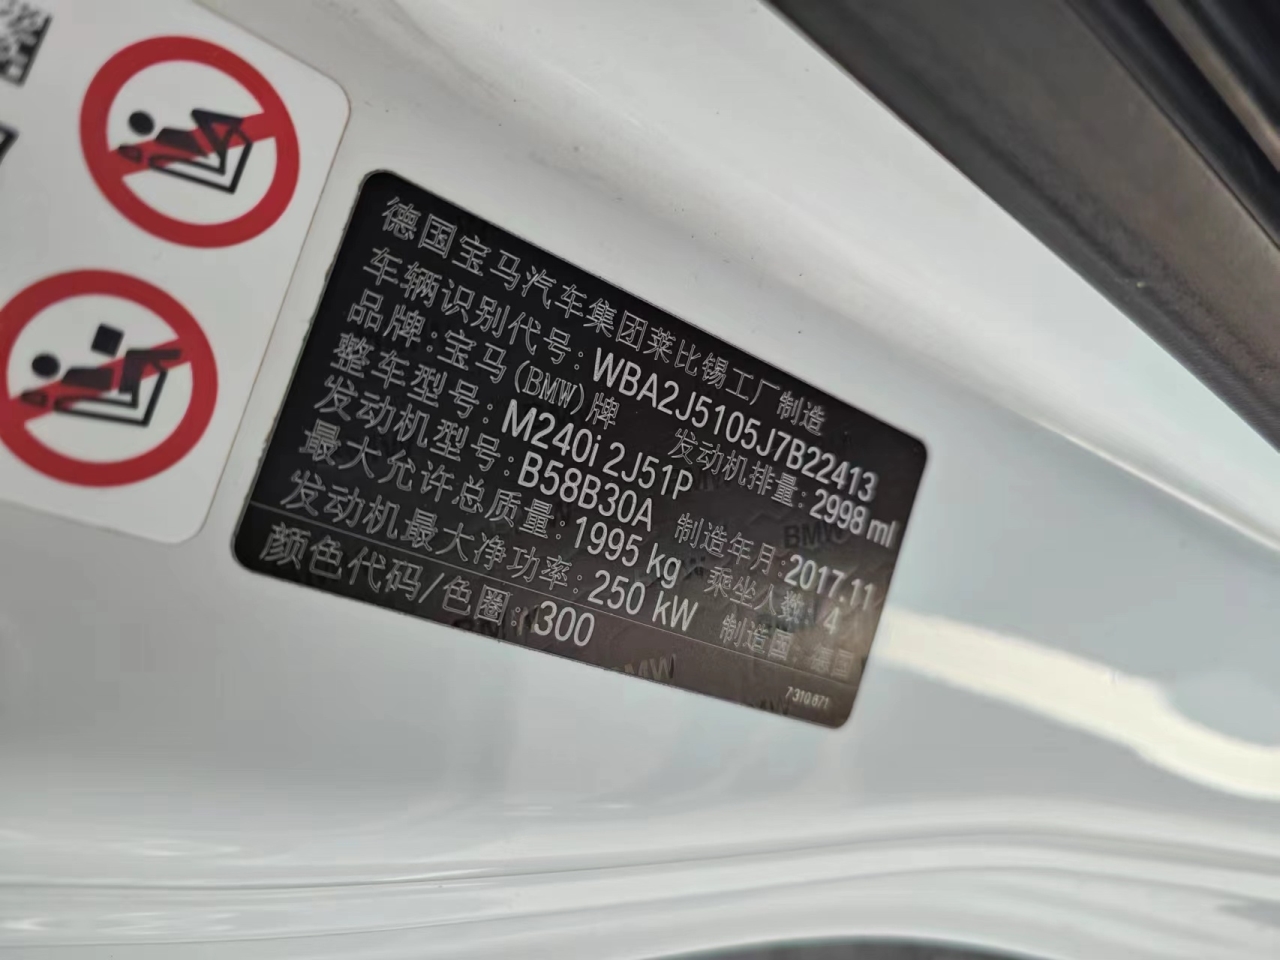 德国宝马汽车集团莱比锡工厂制造
车辆识别代号: WBA2J5105J7B22413
品牌: 宝马(BMW)牌 发动机排量: 2998 ml
整车型号: M240i 2J51P 制造年月: 2017.11
发动机型号: B58B30A 乘坐人数: 4
最大允许总质量: 1995 kg 制造国: 德国
发动机最大净功率: 250 kW
颜色代码/色圈: 300
7310671